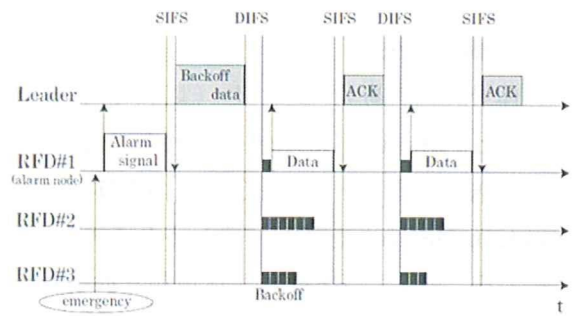 SIFS DIFS SIFS DIFS SIFS
Leader
Backoff
data
ACK
ACK
RFD#1
(alarm node)
Alarm
signal
Data
Data
RFD#2
RFD#3
Backoff
emergency
t